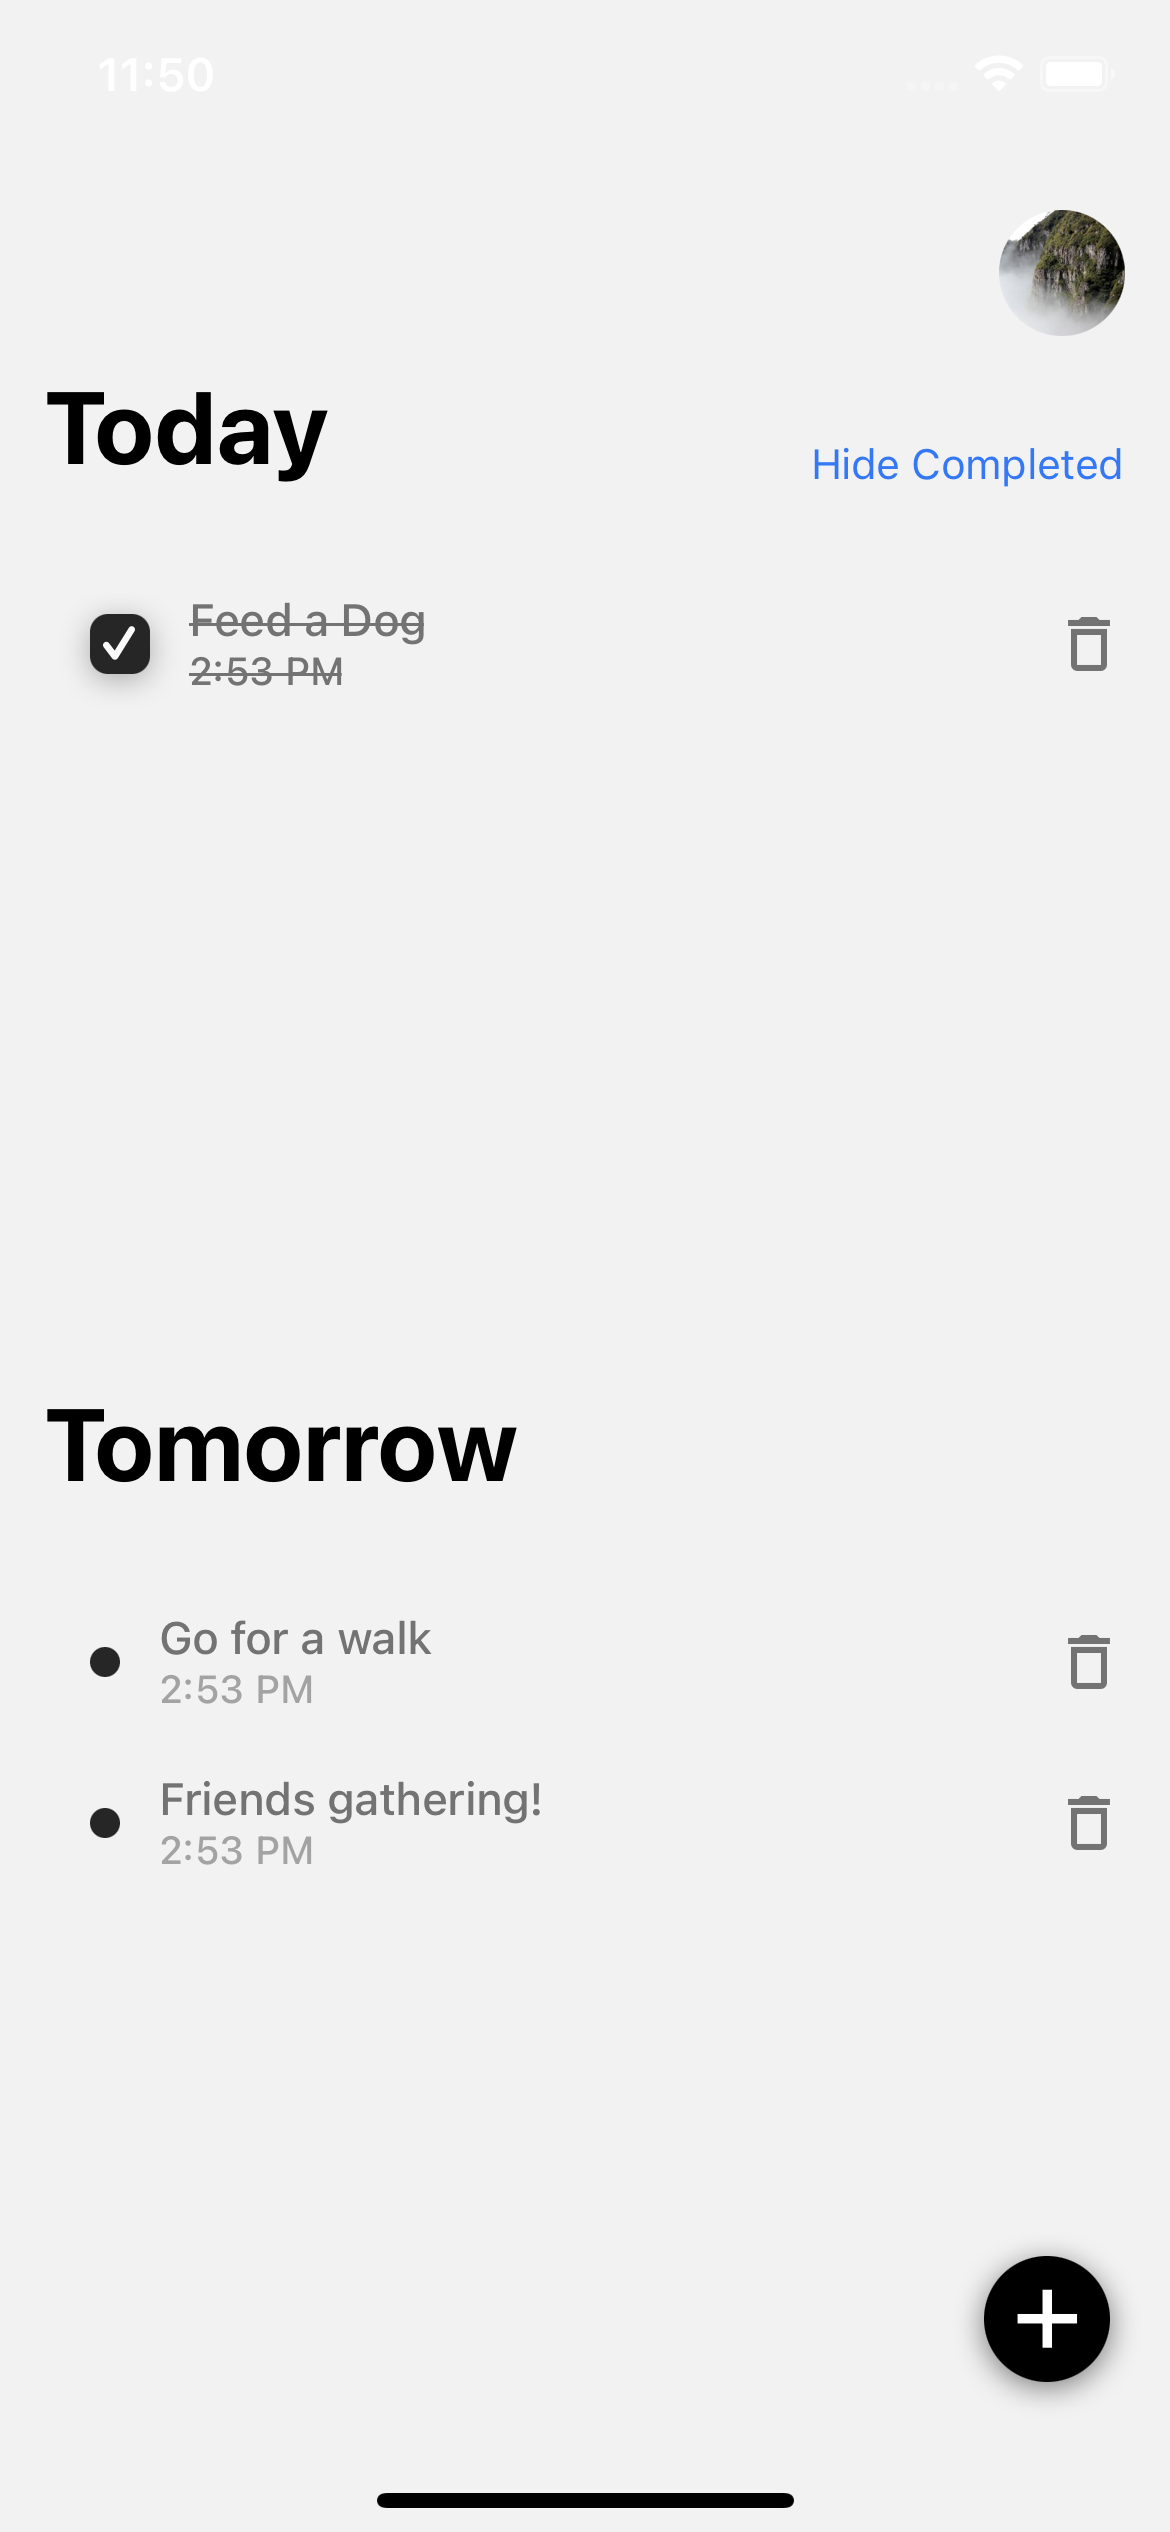 11:50
Today
Hide Completed
Feed a Dog
2:53 PM
Tomorrow
Go for a walk
2:53 PM
Friends gathering!
2:53 PM